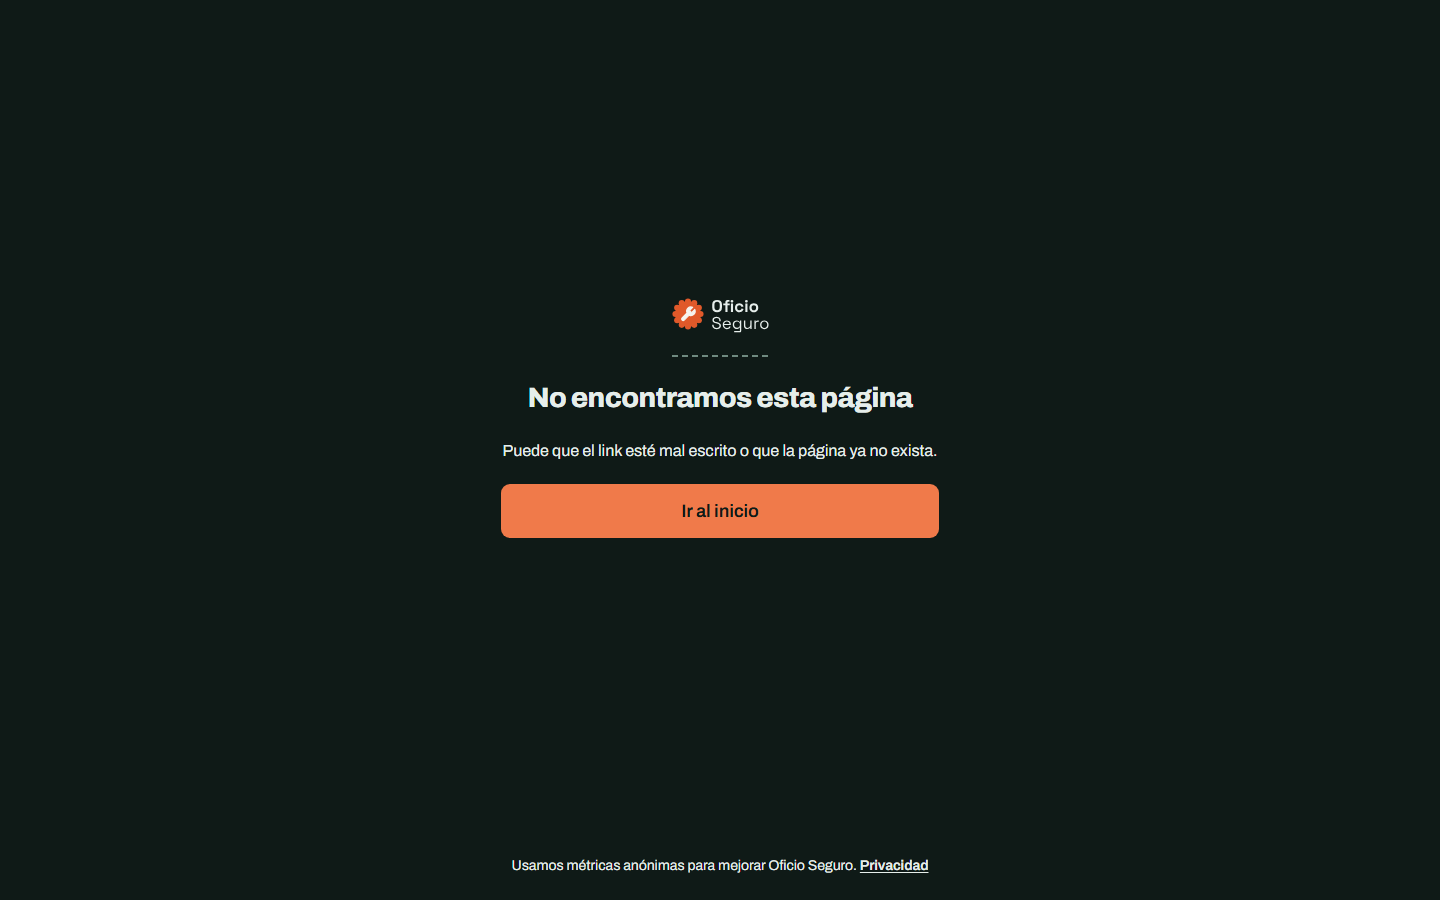 Oficio
Seguro
No encontramos esta página
Puede que el link esté mal escrito o que la página ya no exista.
Ir al inicio
Usamos métricas anónimas para mejorar Oficio Seguro. Privacidad